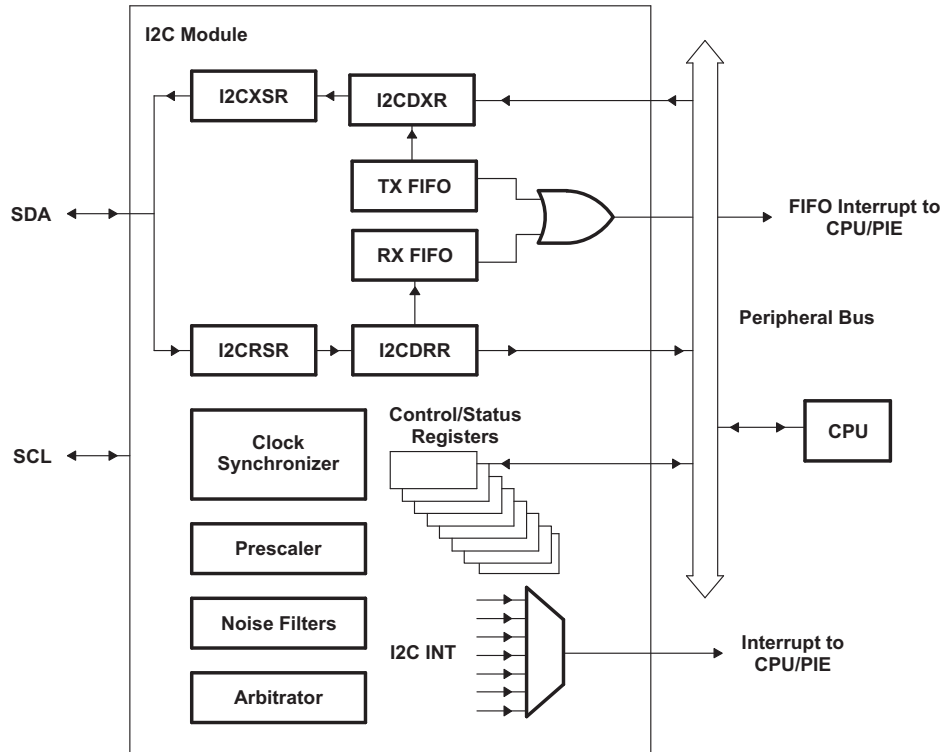 I2C Module
I2CXSR
I2CDXR
TX FIFO
SDA
FIFO Interrupt to
CPU/PIE
RX FIFO
Peripheral Bus
I2CRSR
I2CDRR
Control/Status
Registers
CPU
Clock
Synchronizer
SCL
Prescaler
Noise Filters
I2C INT
Interrupt to
CPU/PIE
Arbitrator